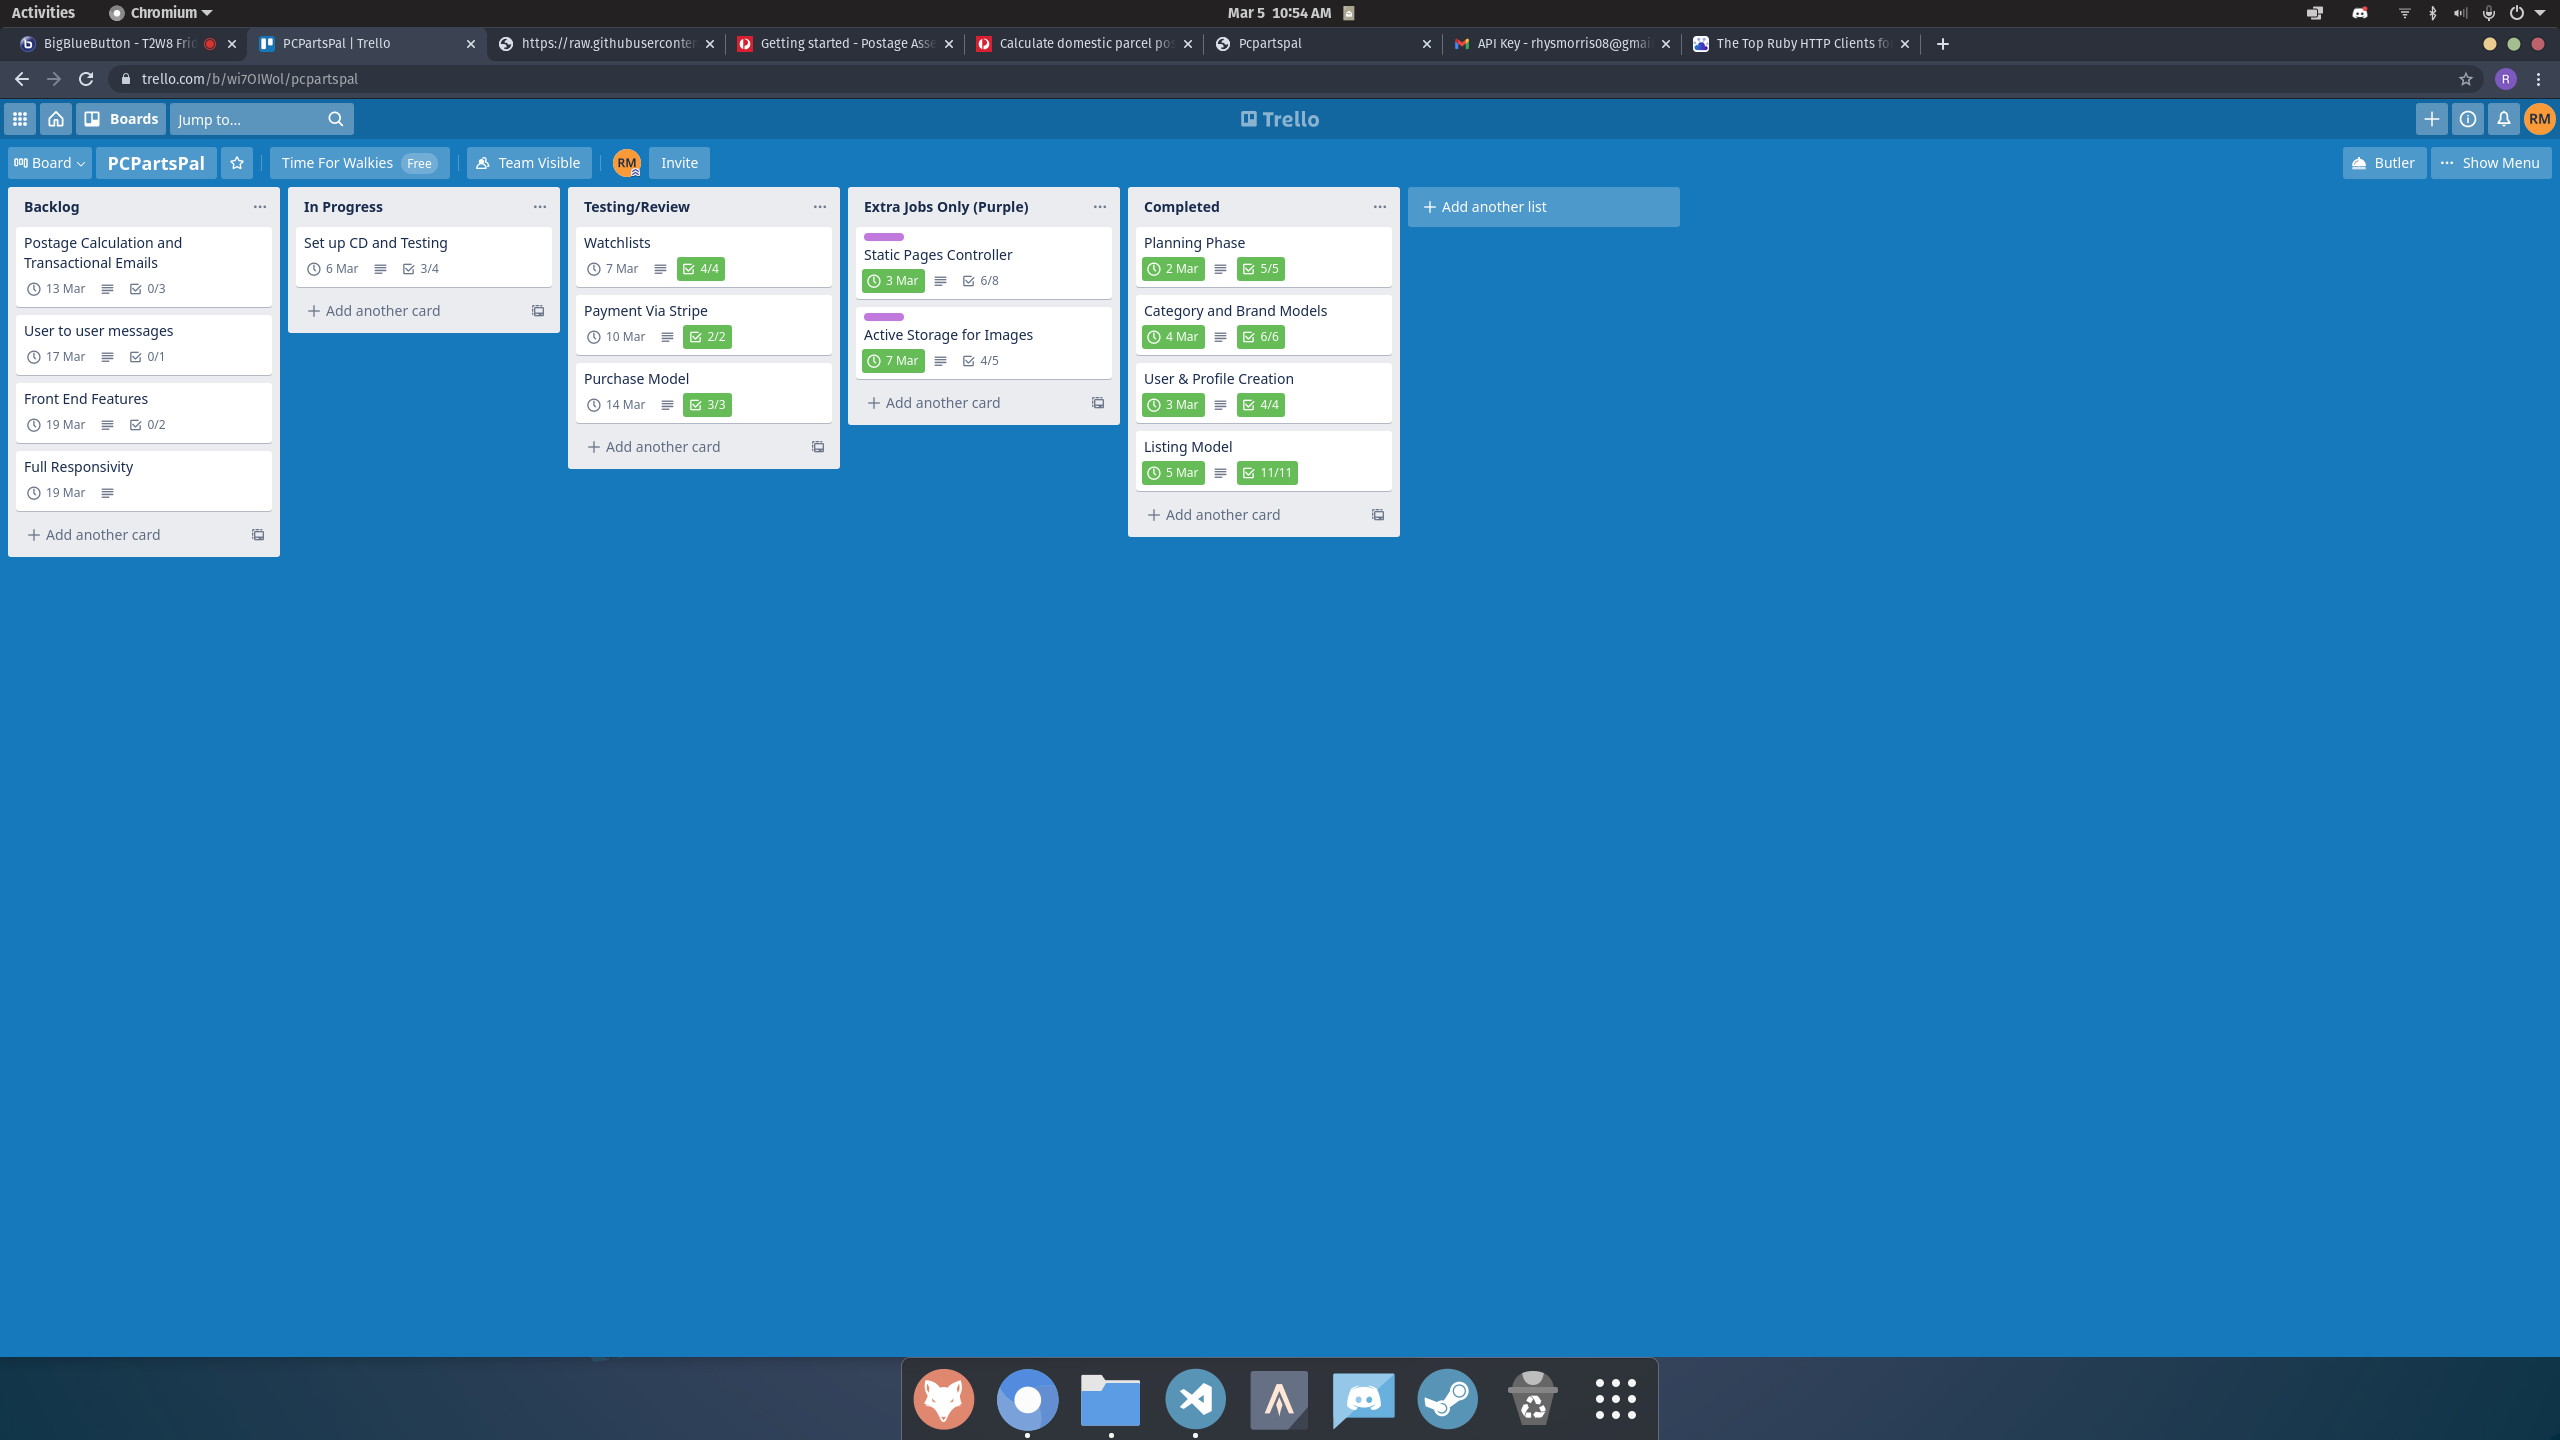 Activities
Chromium
Mar 5 10:54 AM
BigBlueButton - T2W8 Fri
PCPartsPal | Trello
https://raw.githubuserconte
Getting started - Postage Asse
Calculate domestic parcel po
Pcpartspal
API Key - rhysmorris08@gmai
The Top Ruby HTTP Clients fo
trello.com/b/wi7OIWol/pcpartspal
R
Boards
Jump to...
Trello
RM
Board
PCPartsPal
Time For Walkies Free
Team Visible
RM
Invite
Butler
Show Menu
Backlog
Postage Calculation and
Transactional Emails
13 Mar 0/3
User to user messages
17 Mar 0/1
Front End Features
19 Mar 0/2
Full Responsivity
19 Mar
Add another card
In Progress
Set up CD and Testing
6 Mar 3/4
Add another card
Testing/Review
Watchlists
7 Mar 4/4
Payment Via Stripe
10 Mar 2/2
Purchase Model
14 Mar 3/3
Add another card
Extra Jobs Only (Purple)
Static Pages Controller
3 Mar 6/8
Active Storage for Images
7 Mar 4/5
Add another card
Completed
Planning Phase
2 Mar 5/5
Category and Brand Models
4 Mar 6/6
User & Profile Creation
3 Mar 4/4
Listing Model
5 Mar 11/11
Add another card
Add another list